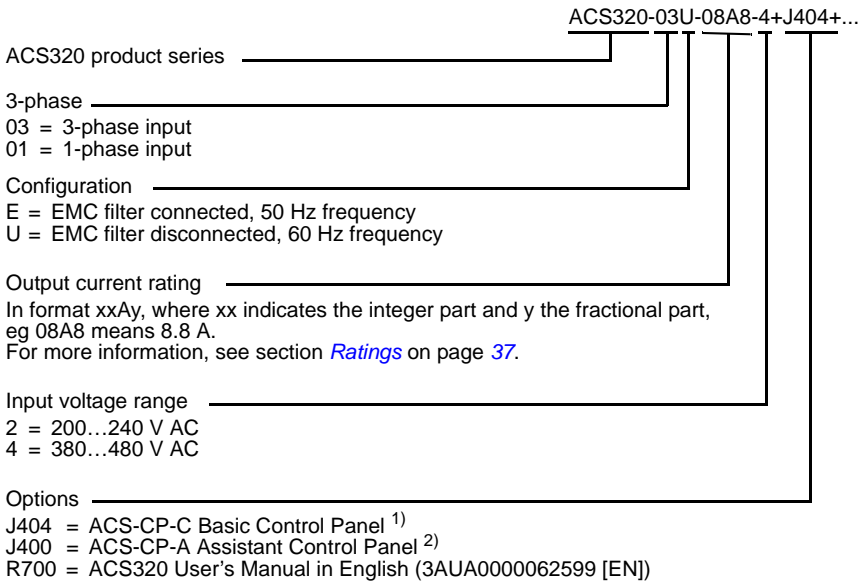 ACS320-03U-08A8-4+J404+...
ACS320 product series
3-phase
03 = 3-phase input
01 = 1-phase input
Configuration
E = EMC filter connected, 50 Hz frequency
U = EMC filter disconnected, 60 Hz frequency
Output current rating
In format xxAy, where xx indicates the integer part and y the fractional part,
eg 08A8 means 8.8 A.
For more information, see section Ratings on page 37.
Input voltage range
2 = 200…240 V AC
4 = 380…480 V AC
Options
J404 = ACS-CP-C Basic Control Panel 1)
J400 = ACS-CP-A Assistant Control Panel 2)
R700 = ACS320 User's Manual in English (3AUA0000062599 [EN])